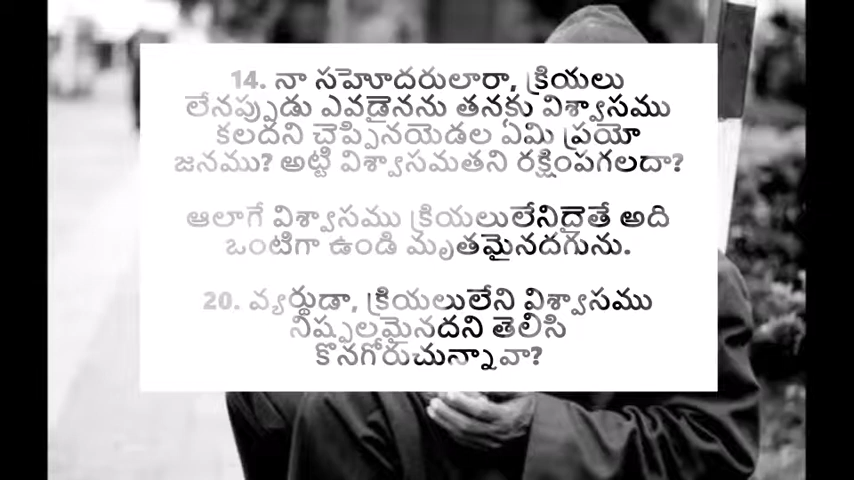 14. నా సహెూదరులారా, క్రియలు
లేనప్పుడు ఎవడైనను తనకు విశ్వాసము
కలదని చెప్పినయెడల ఏమి ప్రయో
జనము? అట్టి విశ్వాసమతని రక్షింపగలదా?
ఆలాగే విశ్వాసము క్రియలులేనిదైతే అది
ఒంటిగా ఉండి మృతమైనదగును.
20. వ్యర్థుడా, క్రియలులేని విశ్వాసము
నిష్ఫలమైనదని తెలిసి
కొనగోరుచున్నావా?